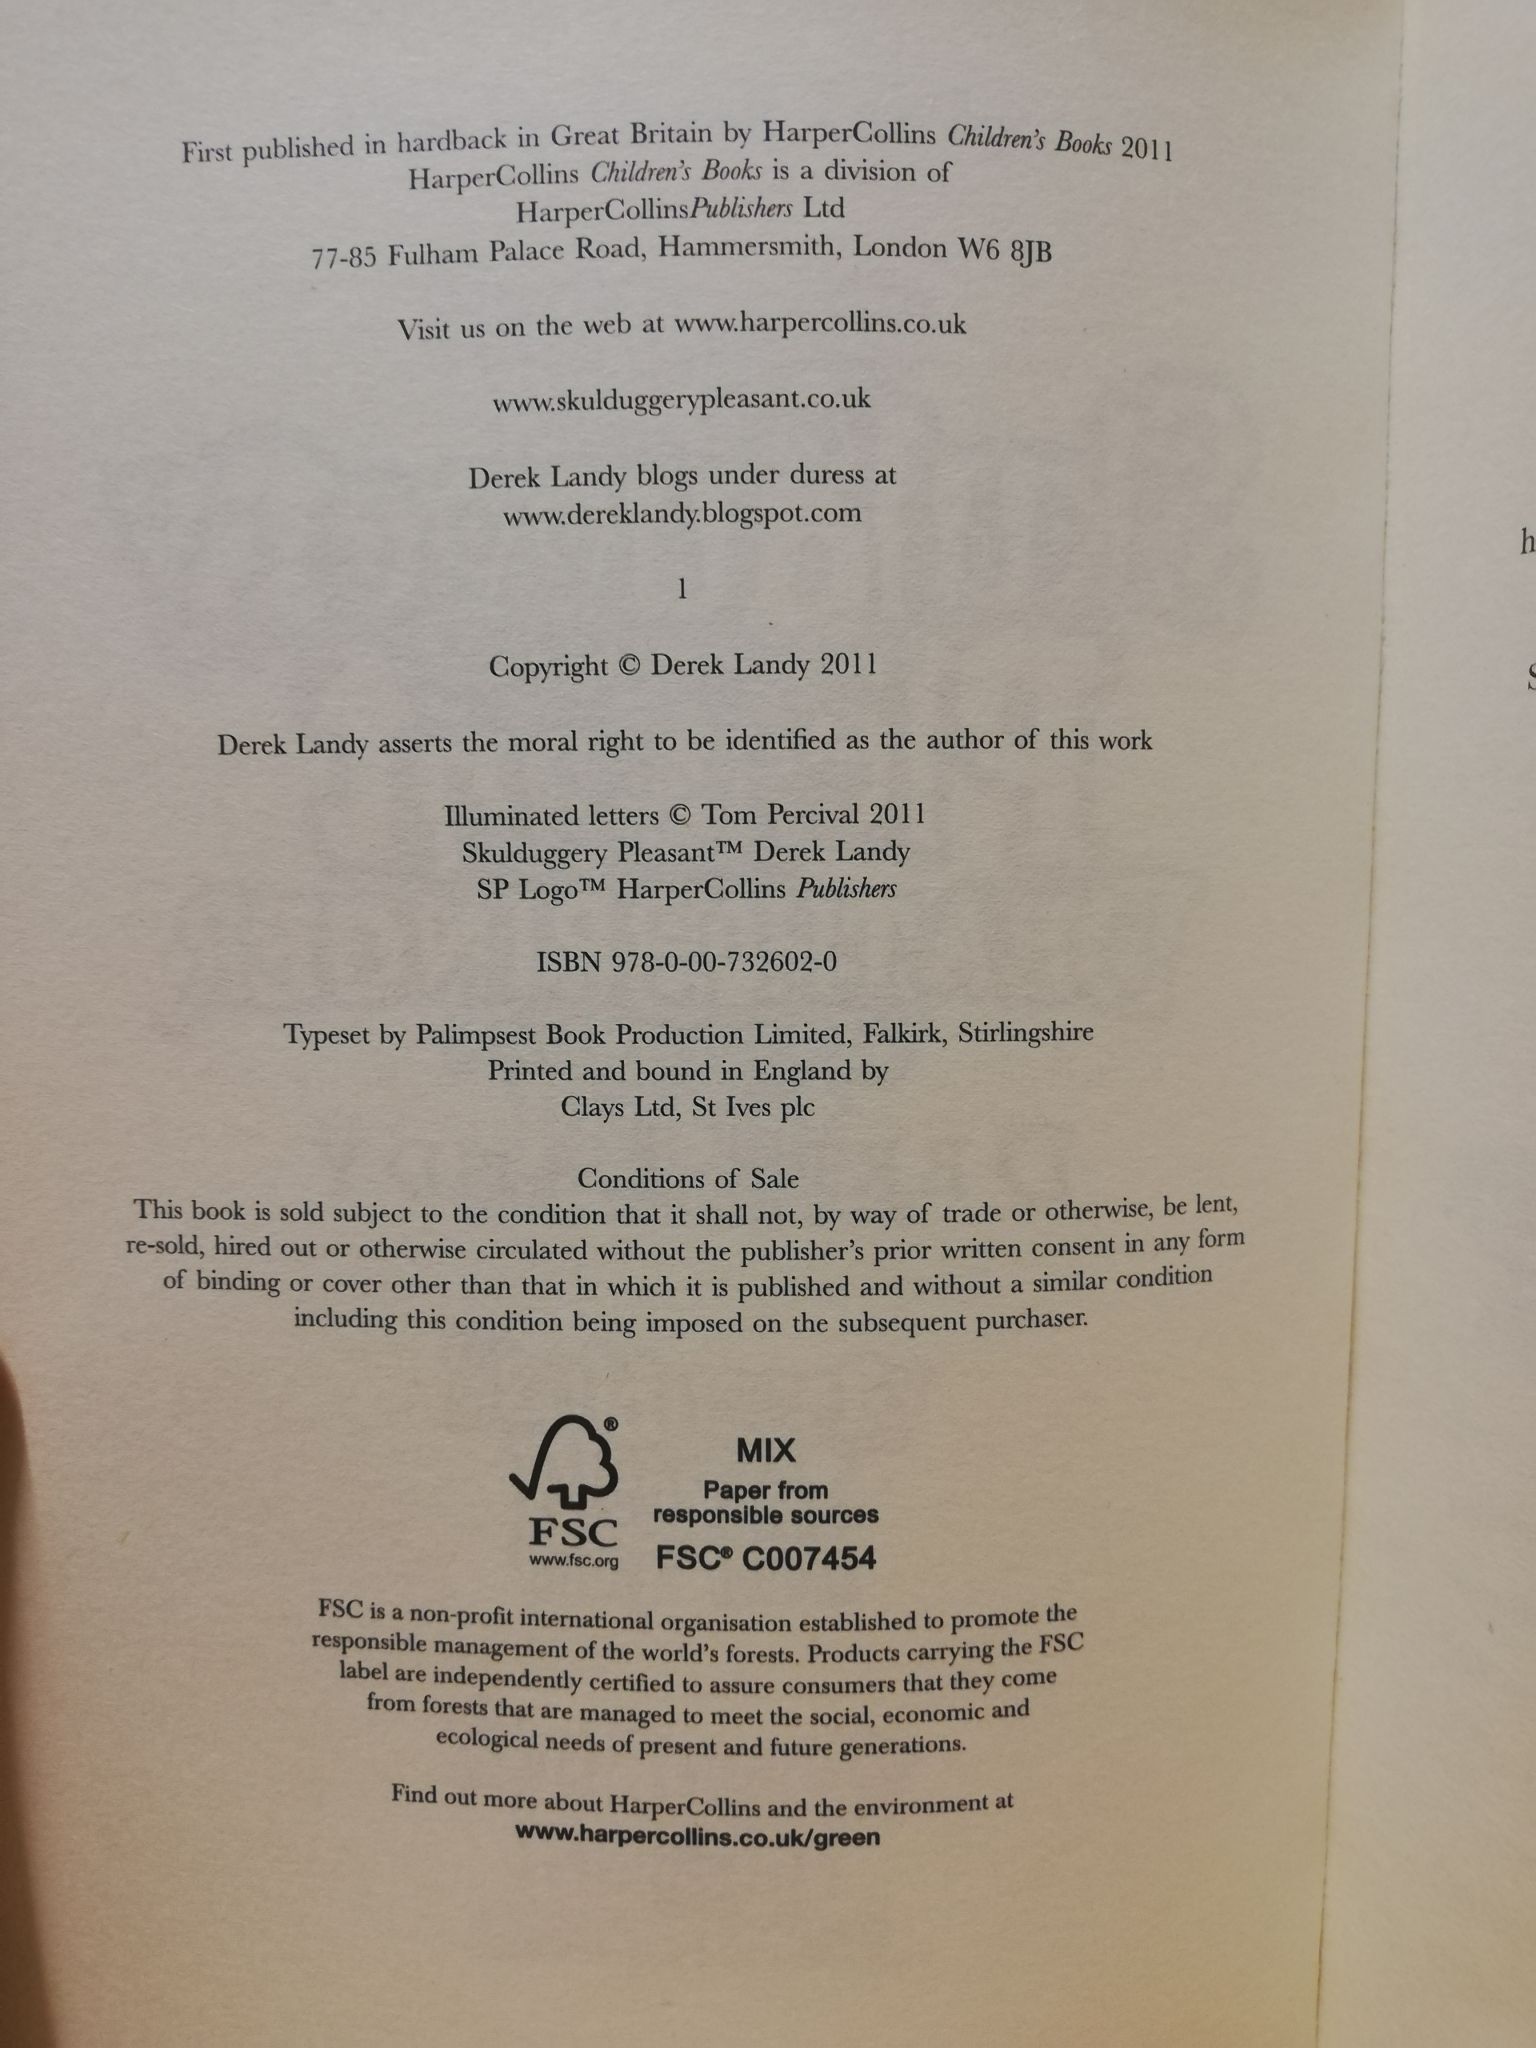 First published in hardback in Great Britain by HarperCollins Children's Books 2011
HarperCollins Children's Books is a division of
HarperCollinsPublishers Ltd
77-85 Fulham Palace Road, Hammersmith, London W6 8JB
Visit us on the web at www.harpercollins.co.uk
www.skulduggerypleasant.co.uk
Derek Landy blogs under duress at
www.dereklandy.blogspot.com
1
Copyright © Derek Landy 2011
Derek Landy asserts the moral right to be identified as the author of this work
Illuminated letters © Tom Percival 2011
Skulduggery Pleasant™ Derek Landy
SP Logo™ HarperCollins Publishers
ISBN 978-0-00-732602-0
Typeset by Palimpsest Book Production Limited, Falkirk, Stirlingshire
Printed and bound in England by
Clays Ltd, St Ives plc
Conditions of Sale
This book is sold subject to the condition that it shall not, by way of trade or otherwise, be lent,
re-sold, hired out or otherwise circulated without the publisher's prior written consent in any form
of binding or cover other than that in which it is published and without a similar condition
including this condition being imposed on the subsequent purchaser.
®
FSC
www.fsc.org
MIX
Paper from
responsible sources
FSC® C007454
FSC is a non-profit international organisation established to promote the
responsible management of the world's forests. Products carrying the FSC
label are independently certified to assure consumers that they come
from forests that are managed to meet the social, economic and
ecological needs of present and future generations.
Find out more about HarperCollins and the environment at
www.harpercollins.co.uk/green